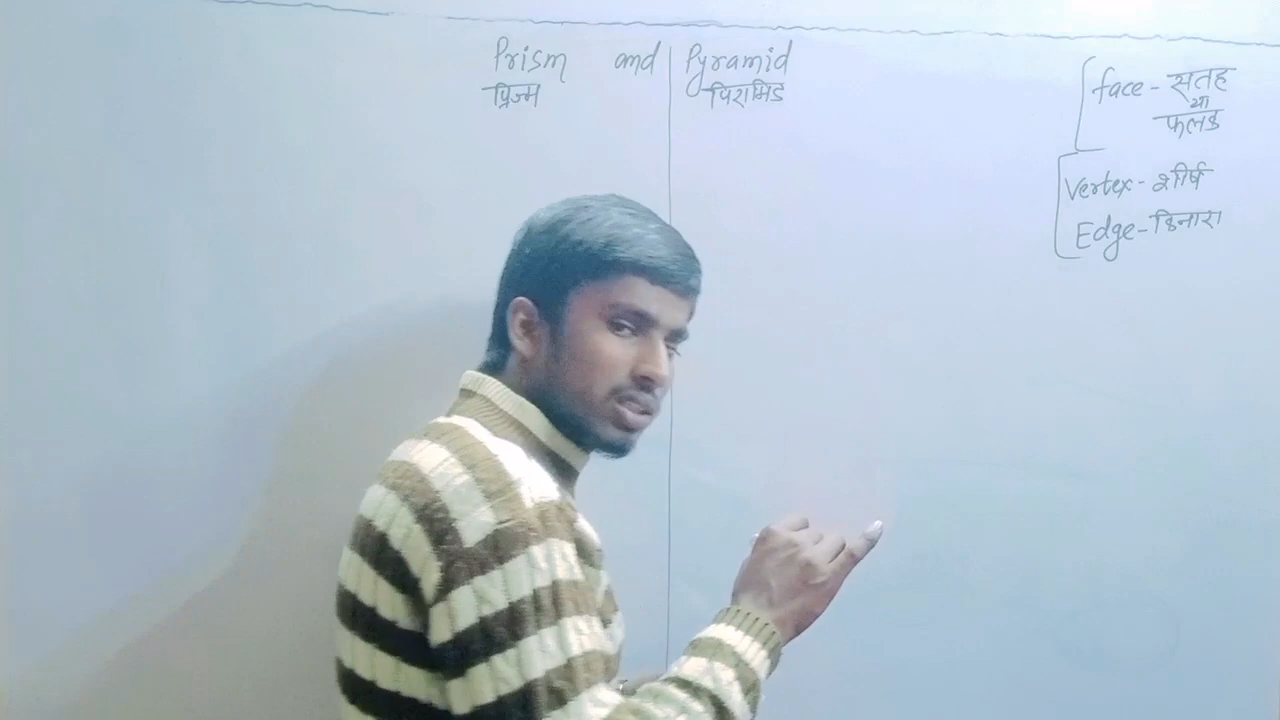 Prism and Pyramid
प्रिज्म पिरामिड
face - सतह
या
फलक
Vertex - शीर्ष
Edge - किनारा